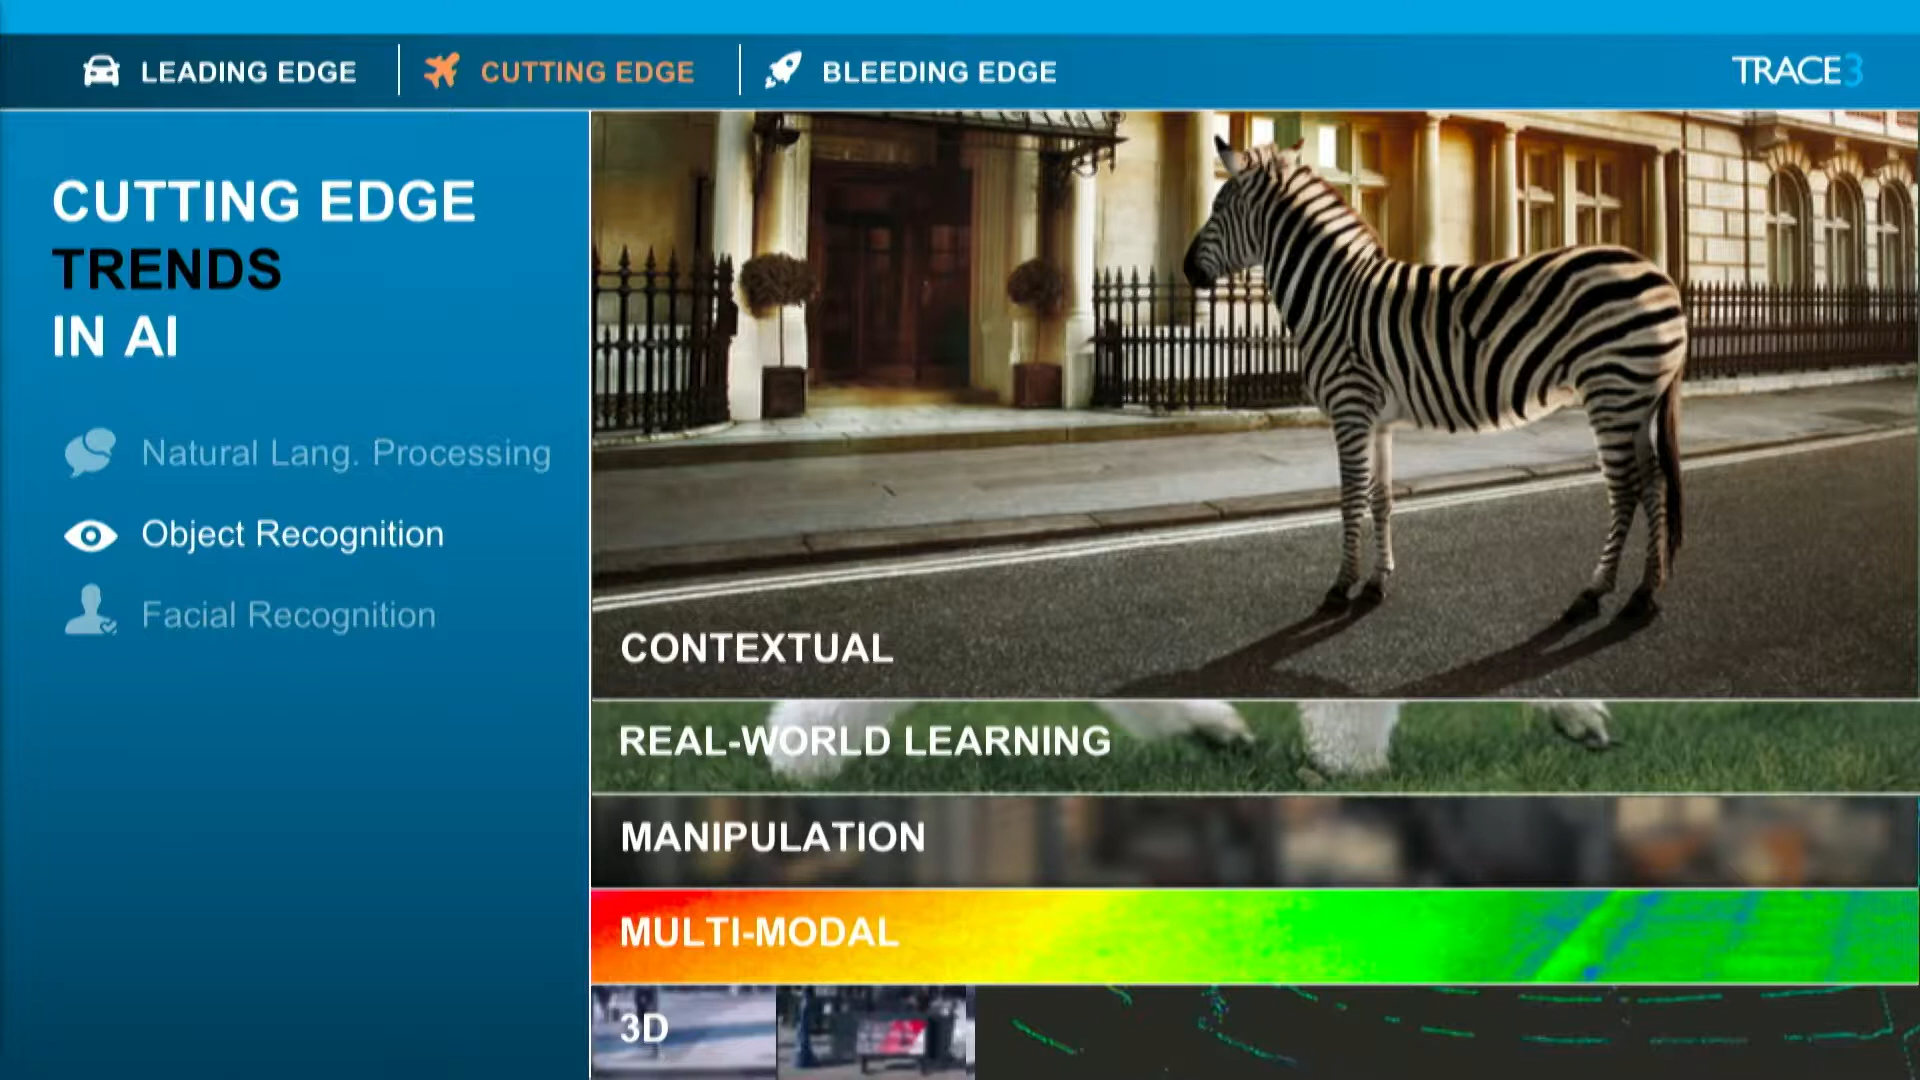 LEADING EDGE
CUTTING EDGE
BLEEDING EDGE
TRACE3
CUTTING EDGE
TRENDS
IN AI
Natural Lang. Processing
Object Recognition
Facial Recognition
CONTEXTUAL
REAL-WORLD LEARNING
MANIPULATION
MULTI-MODAL
3D